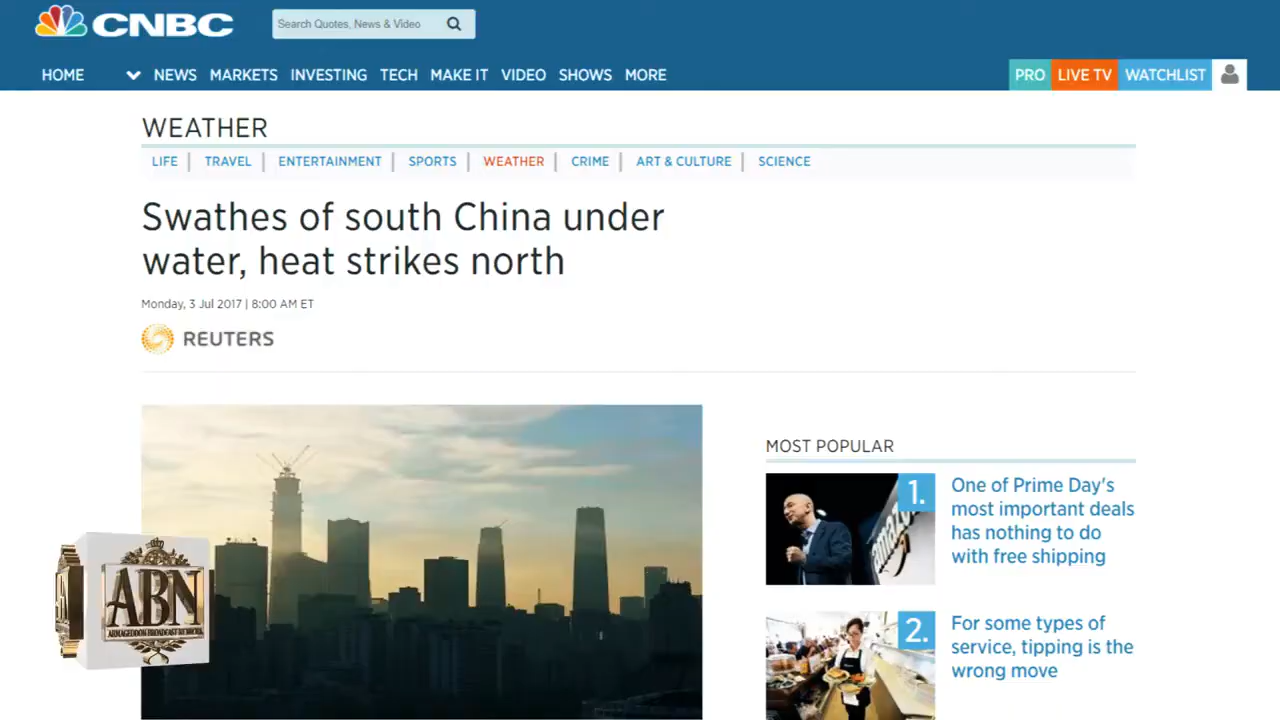 CNBC
Search Quotes, News & Video
HOME NEWS MARKETS INVESTING TECH MAKE IT VIDEO SHOWS MORE
PRO LIVE TV WATCHLIST
WEATHER
LIFE TRAVEL ENTERTAINMENT SPORTS WEATHER CRIME ART & CULTURE SCIENCE
Swathes of south China under
water, heat strikes north
Monday, 3 Jul 2017 | 8:00 AM ET
REUTERS
MOST POPULAR
1.
amazon
One of Prime Day's
most important deals
has nothing to do
with free shipping
2.
For some types of
service, tipping is the
wrong move
ABN
ARMAGEDDON BROADCAST NETWORK